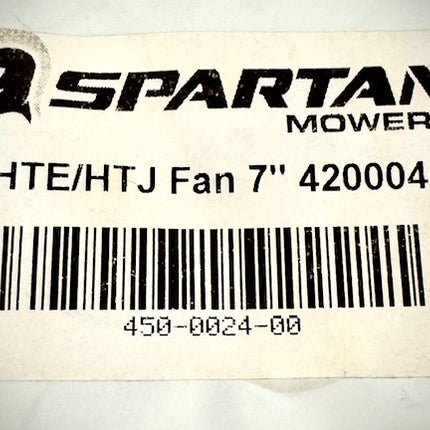 SPARTAN
MOWER
HTE/HTJ Fan 7" 420004
450-0024-00